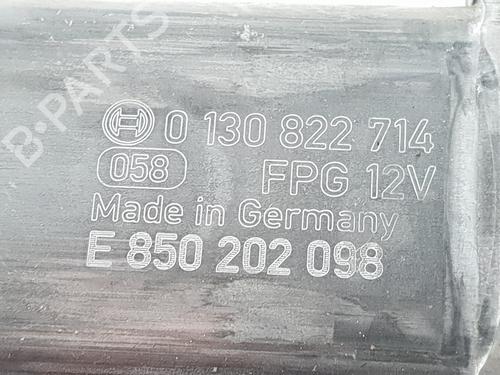 B-PARTS
0 130 822 714
058 FPG 12V
Made in Germany
E 850 202 098